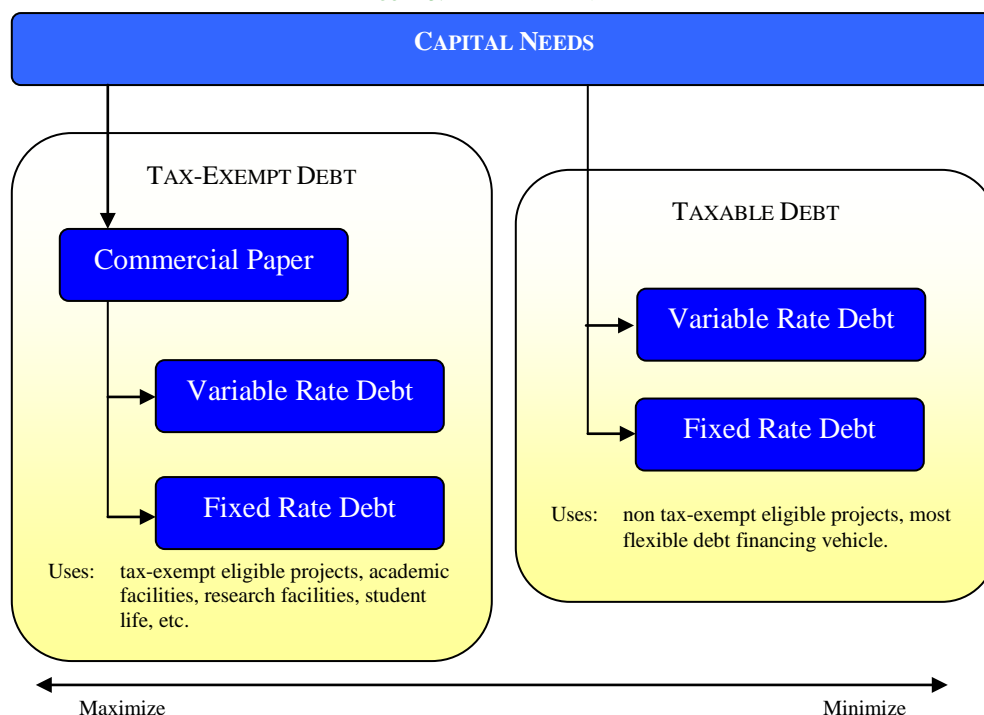 CAPITAL NEEDS
TAX-EXEMPT DEBT
Commercial Paper
Variable Rate Debt
Fixed Rate Debt
Uses: tax-exempt eligible projects, academic
facilities, research facilities, student
life, etc.
TAXABLE DEBT
Variable Rate Debt
Fixed Rate Debt
Uses: non tax-exempt eligible projects, most
flexible debt financing vehicle.
Maximize Minimize